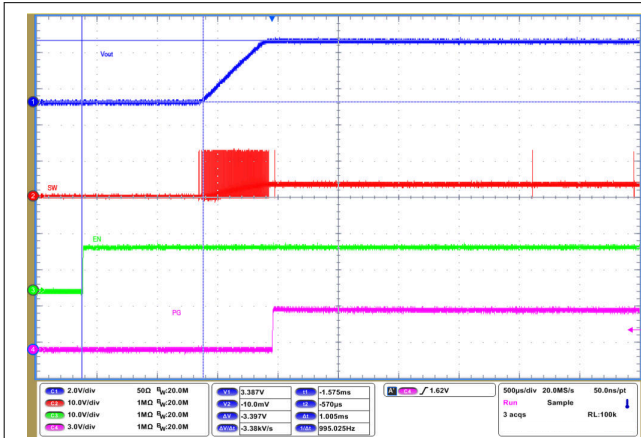 Vout
1
SW
2
EN
3
PG
4
C1 2.0V/div 50Ω BW:20.0M
C2 10.0V/div 1MΩ BW:20.0M
C3 10.0V/div 1MΩ BW:20.0M
C4 3.0V/div 1MΩ BW:20.0M
V1 3.387V t1 -1.575ms
V2 -10.0mV t2 -570µs
ΔV -3.397V Δt 1.005ms
ΔV/Δt -3.38kV/s 1/Δt 995.025Hz
A' C4 1.62V
500µs/div 20.0MS/s 50.0ns/pt
Run Sample
3 acqs RL:100k